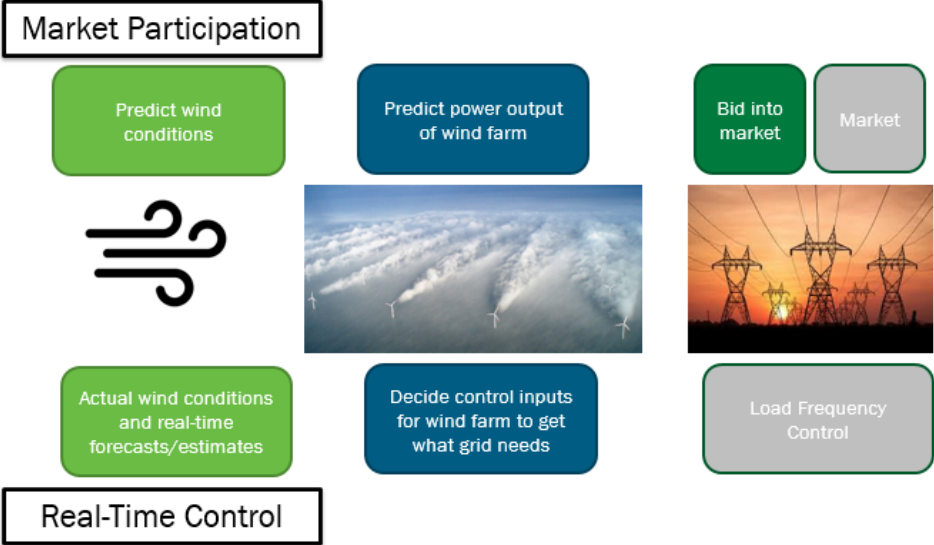 Market Participation
Predict wind
conditions
Predict power output
of wind farm
Bid into
market
Market
Actual wind conditions
and real-time
forecasts/estimates
Decide control inputs
for wind farm to get
what grid needs
Load Frequency
Control
Real-Time Control